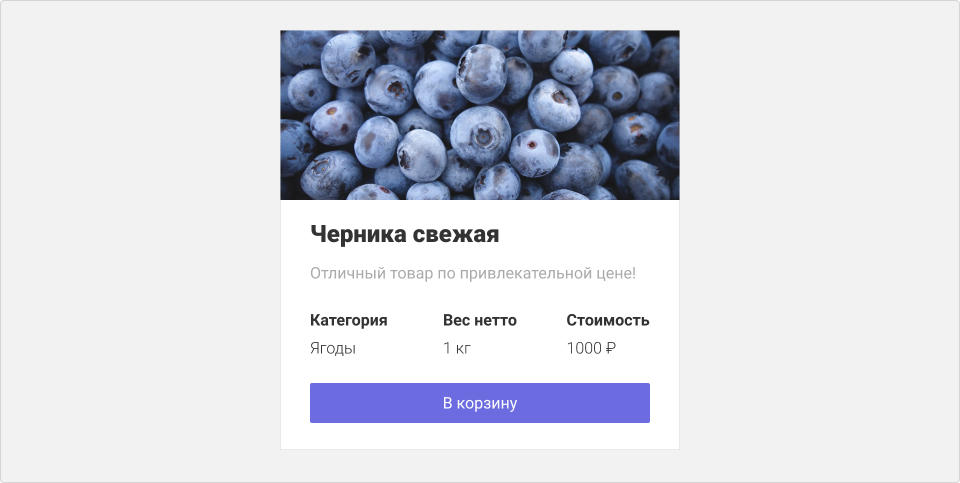 Черника свежая
Отличный товар по привлекательной цене!
Категория Вес нетто Стоимость
Ягоды 1 кг 1000 ₽
В корзину